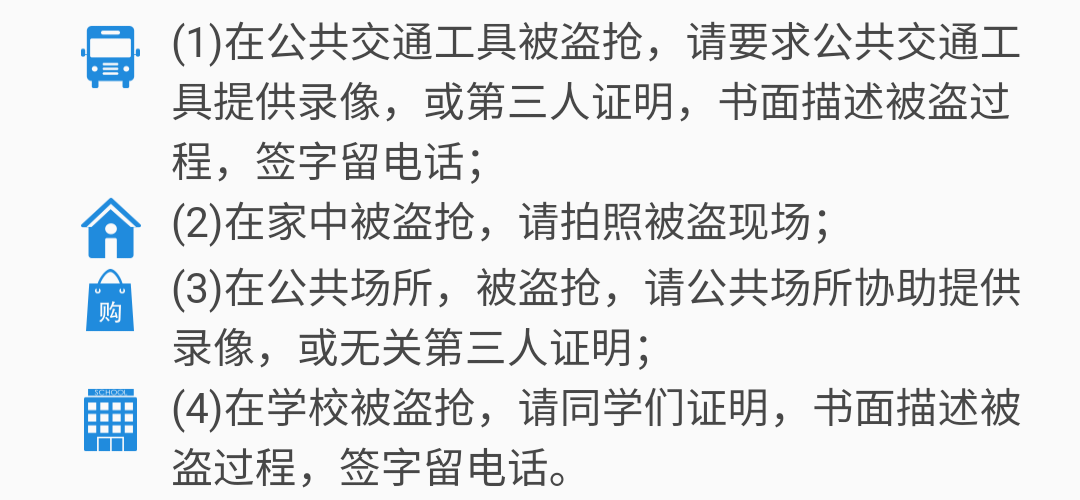 (1)在公共交通工具被盗抢，请要求公共交通工
具提供录像，或第三人证明，书面描述被盗过
程，签字留电话；
(2)在家中被盗抢，请拍照被盗现场；
(3)在公共场所，被盗抢，请公共场所协助提供
购
录像，或无关第三人证明；
SCHOOL
(4)在学校被盗抢，请同学们证明，书面描述被
盗过程，签字留电话。